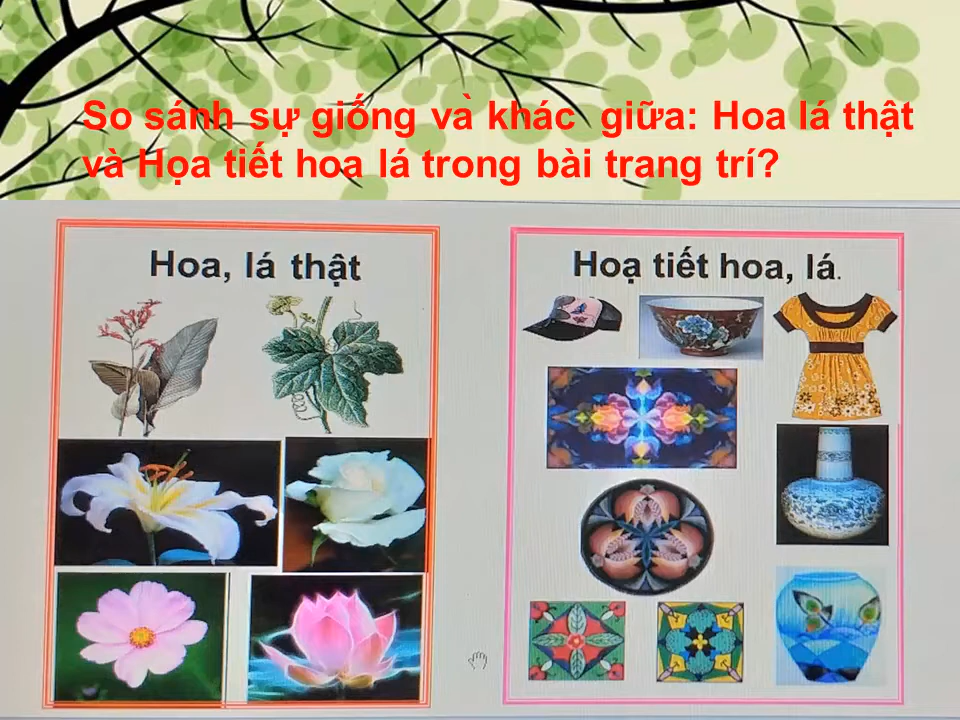 So sánh sự giống và khác giữa: Hoa lá thật
và Họa tiết hoa lá trong bài trang trí?
Hoa, lá thật
Hoạ tiết hoa, lá.